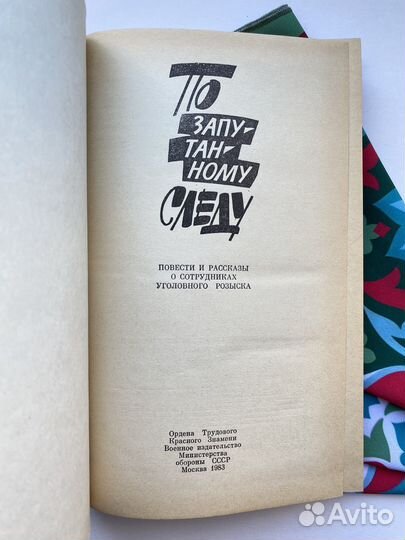 По
запу-
тан-
ному
следу
ПОВЕСТИ И РАССКАЗЫ
О СОТРУДНИКАХ
УГОЛОВНОГО РОЗЫСКА
Ордена Трудового
Красного Знамени
Военное издательство
Министерства
обороны СССР
Москва 1983
Avito